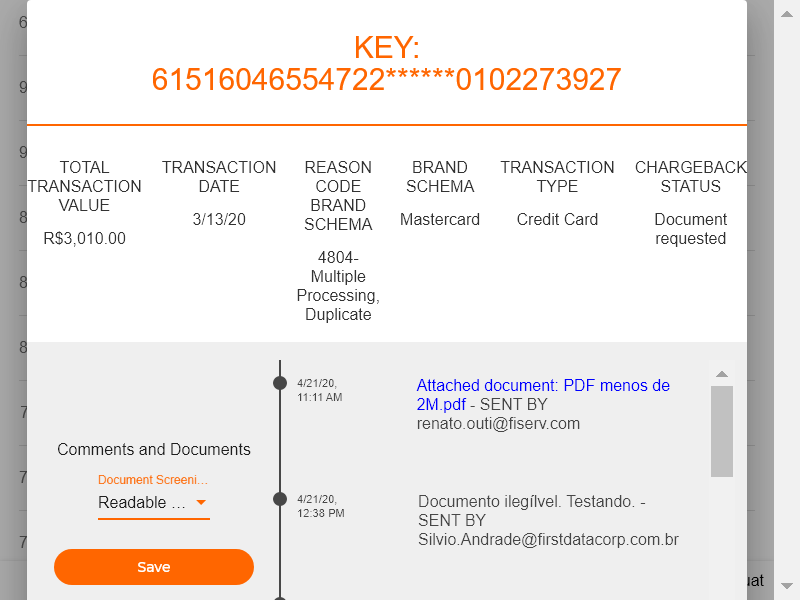 KEY:
61516046554722******0102273927
TOTAL
TRANSACTION
VALUE
R$3,010.00
TRANSACTION
DATE
3/13/20
REASON
CODE
BRAND
SCHEMA
4804-
Multiple
Processing,
Duplicate
BRAND
SCHEMA
Mastercard
TRANSACTION
TYPE
Credit Card
CHARGEBACK
STATUS
Document
requested
Comments and Documents
Document Screeni...
Readable ...
Save
4/21/20,
11:11 AM
Attached document: PDF menos de
2M.pdf - SENT BY
renato.outi@fiserv.com
4/21/20,
12:38 PM
Documento ilegílvel. Testando. -
SENT BY
Silvio.Andrade@firstdatacorp.com.br